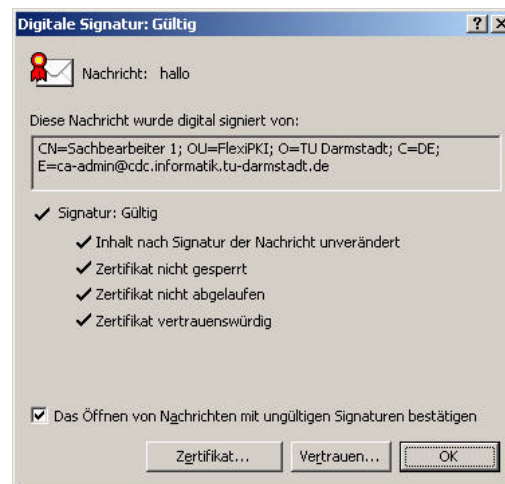 Digitale Signatur: Gültig
Nachricht: hallo
Diese Nachricht wurde digital signiert von:
CN=Sachbearbeiter 1; OU=FlexiPKI; O=TU Darmstadt; C=DE;
E=ca-admin@cdc.informatik.tu-darmstadt.de
Signatur: Gültig
Inhalt nach Signatur der Nachricht unverändert
Zertifikat nicht gesperrt
Zertifikat nicht abgelaufen
Zertifikat vertrauenswürdig
Das Öffnen von Nachrichten mit ungültigen Signaturen bestätigen
Zertifikat... Vertrauen... OK